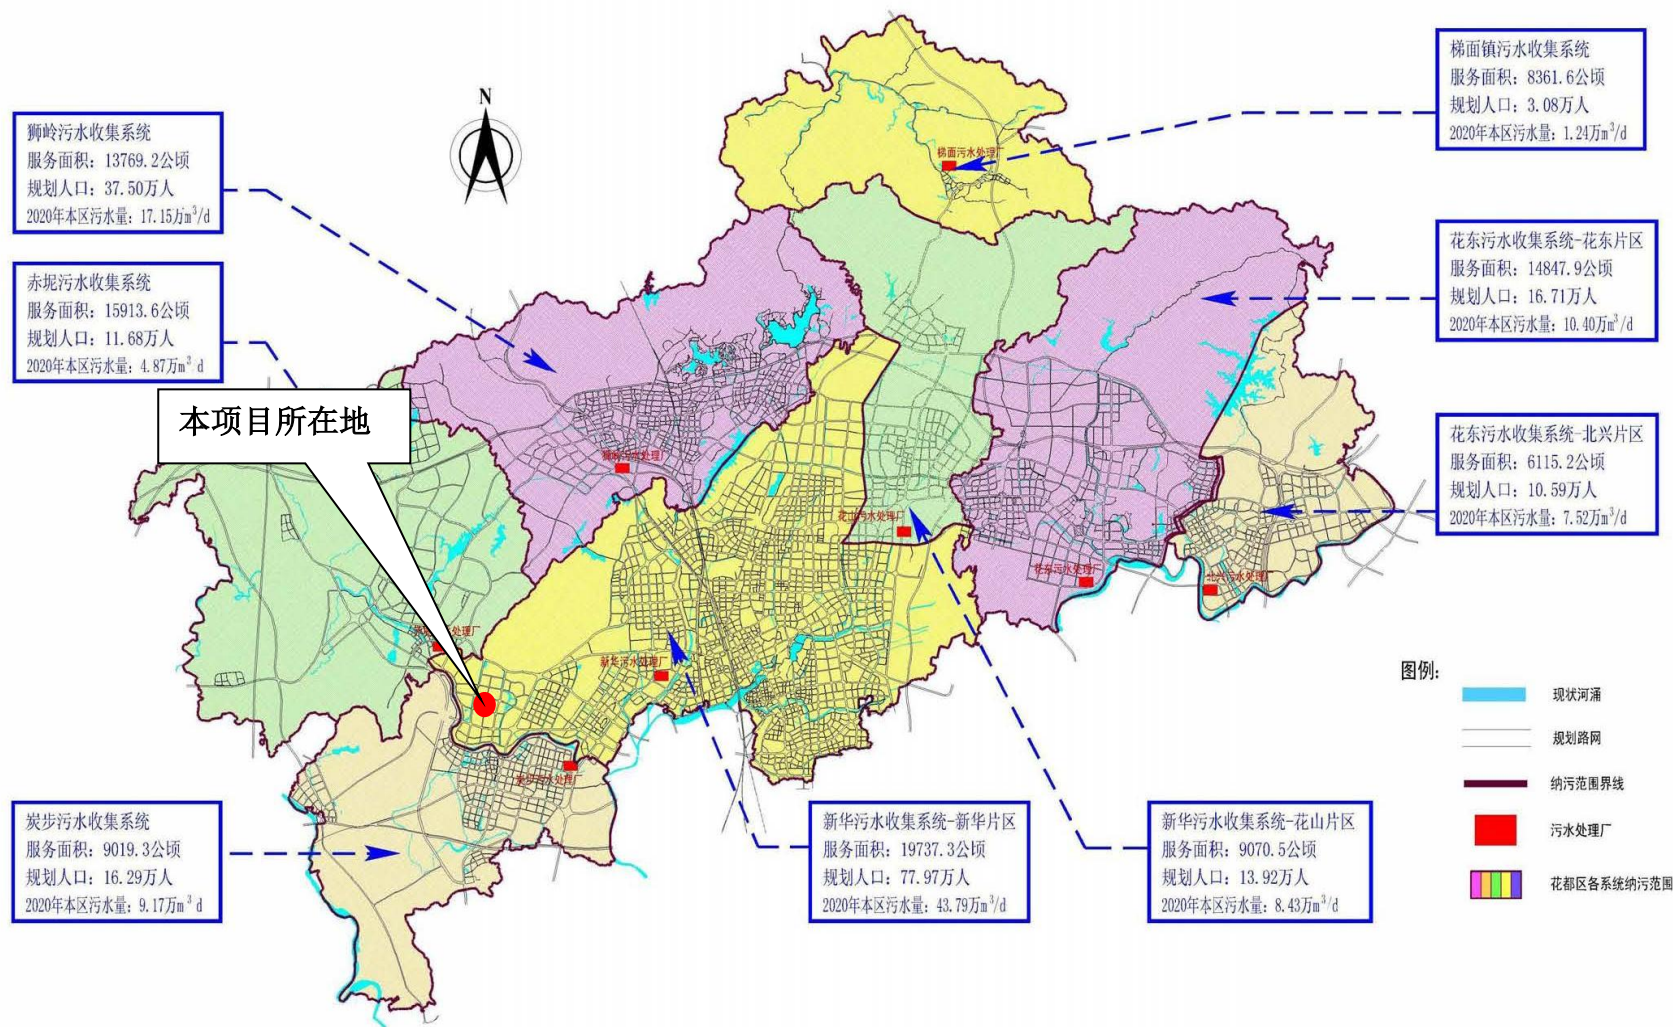 梯面镇污水收集系统
服务面积：8361.6公顷
规划人口：3.08万人
2020年本区污水量：1.24万m³/d
N
狮岭污水收集系统
服务面积：13769.2公顷
规划人口：37.50万人
2020年本区污水量：17.15万m³/d
梯面污水处理厂
花东污水收集系统-花东片区
服务面积：14847.9公顷
规划人口：16.71万人
2020年本区污水量：10.40万m³/d
赤坭污水收集系统
服务面积：15913.6公顷
规划人口：11.68万人
2020年本区污水量：4.87万m³ d
本项目所在地
花东污水收集系统-北兴片区
服务面积：6115.2公顷
规划人口：10.59万人
2020年本区污水量：7.52万m³/d
狮岭污水处理厂
花山污水处理厂
花东污水处理厂
北兴污水处理厂
处理厂
新华污水处理厂
污水处理厂
图例:
现状河涌
规划路网
纳污范围界线
污水处理厂
花都区各系统纳污范围
炭步污水收集系统
服务面积：9019.3公顷
规划人口：16.29万人
2020年本区污水量：9.17万m³ d
新华污水收集系统-新华片区
服务面积：19737.3公顷
规划人口：77.97万人
2020年本区污水量：43.79万m³/d
新华污水收集系统-花山片区
服务面积：9070.5公顷
规划人口：13.92万人
2020年本区污水量：8.43万m³/d